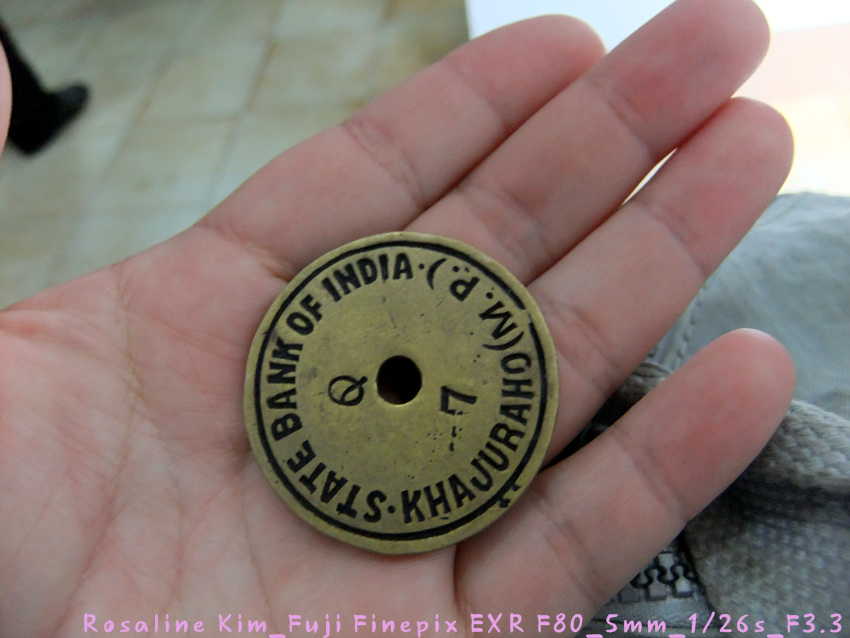 STATE BANK OF INDIA·
·KHAJURAHO (M.P.)
7
Rosaline Kim_Fuji Finepix EXR F80_5mm_1/26s_F3.3